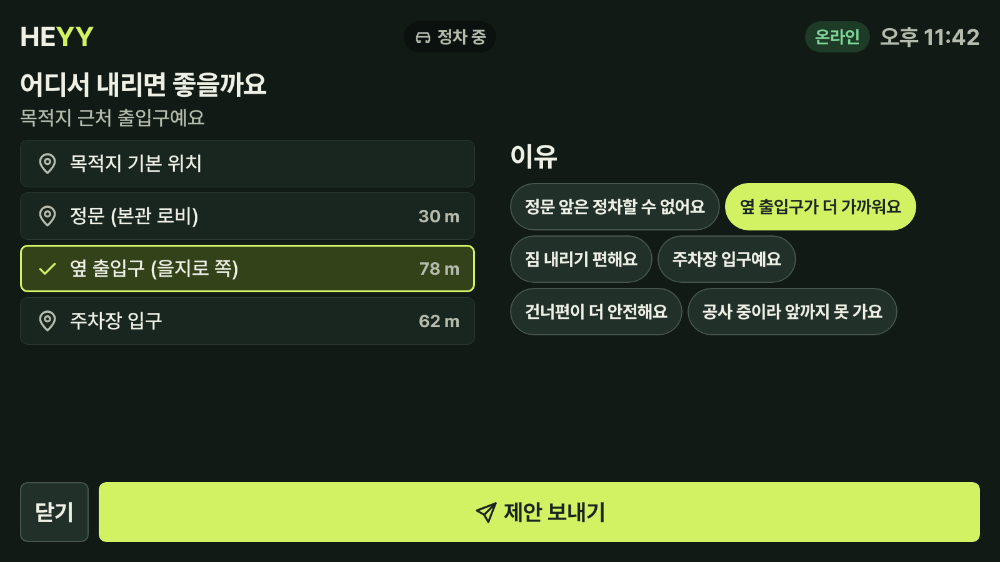 HEYY
정차 중
온라인 오후 11:42
어디서 내리면 좋을까요
목적지 근처 출입구예요
목적지 기본 위치
정문 (본관 로비) 30 m
옆 출입구 (을지로 쪽) 78 m
주차장 입구 62 m
이유
정문 앞은 정차할 수 없어요
옆 출입구가 더 가까워요
짐 내리기 편해요
주차장 입구예요
건너편이 더 안전해요
공사 중이라 앞까지 못 가요
닫기
제안 보내기